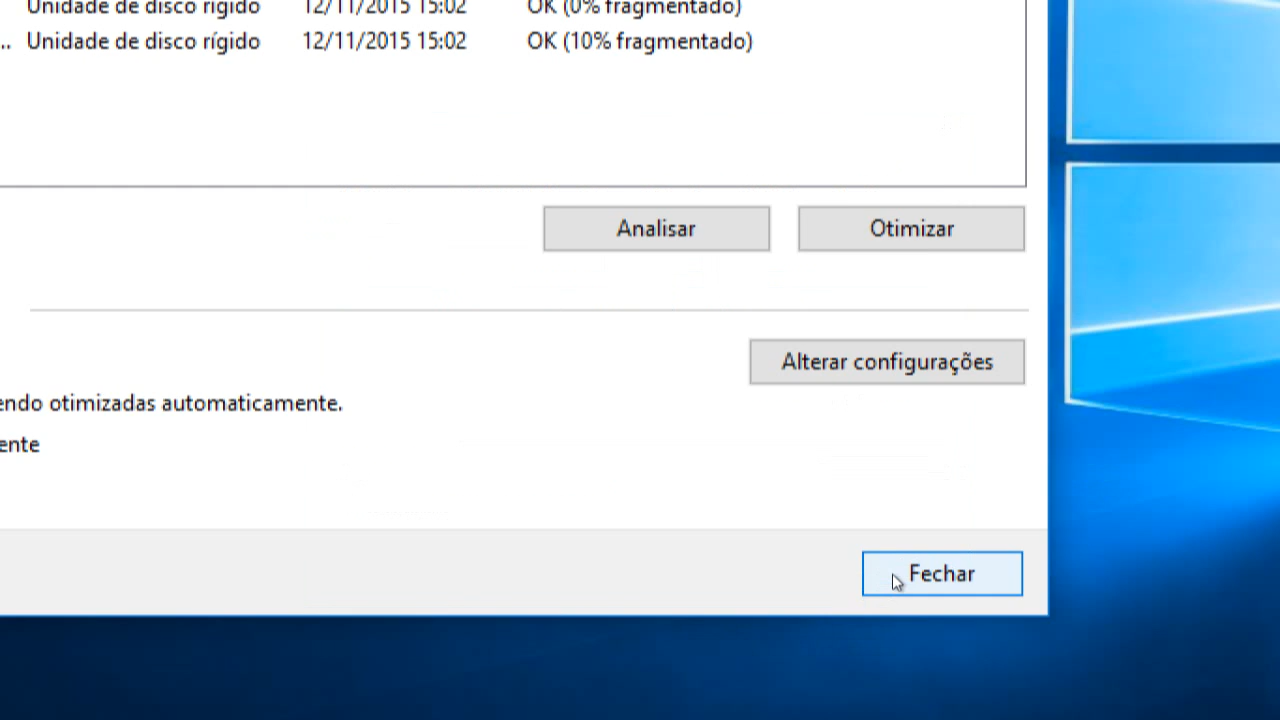 Unidade de disco rígido 12/11/2015 15:02 OK (0% fragmentado)
... Unidade de disco rígido 12/11/2015 15:02 OK (10% fragmentado)
Analisar Otimizar
Alterar configurações
endo otimizadas automaticamente.
ente
Fechar